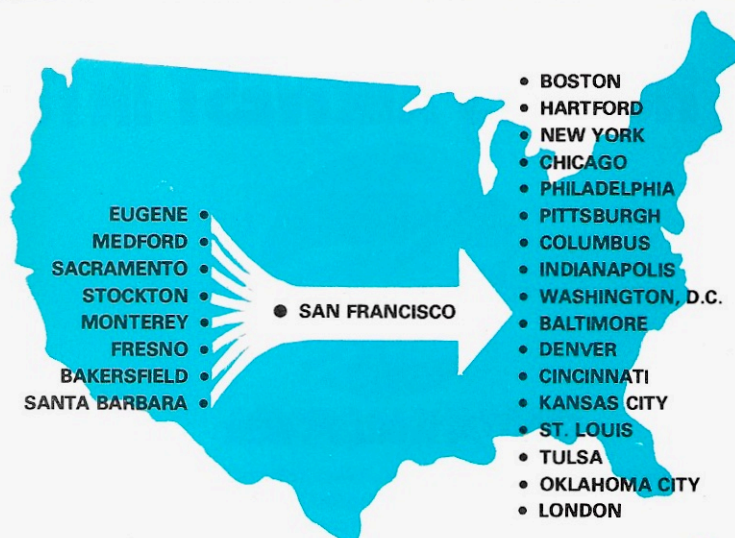 EUGENE
MEDFORD
SACRAMENTO
STOCKTON
MONTEREY
FRESNO
BAKERSFIELD
SANTA BARBARA
SAN FRANCISCO
BOSTON
HARTFORD
NEW YORK
CHICAGO
PHILADELPHIA
PITTSBURGH
COLUMBUS
INDIANAPOLIS
WASHINGTON, D.C.
BALTIMORE
DENVER
CINCINNATI
KANSAS CITY
ST. LOUIS
TULSA
OKLAHOMA CITY
LONDON